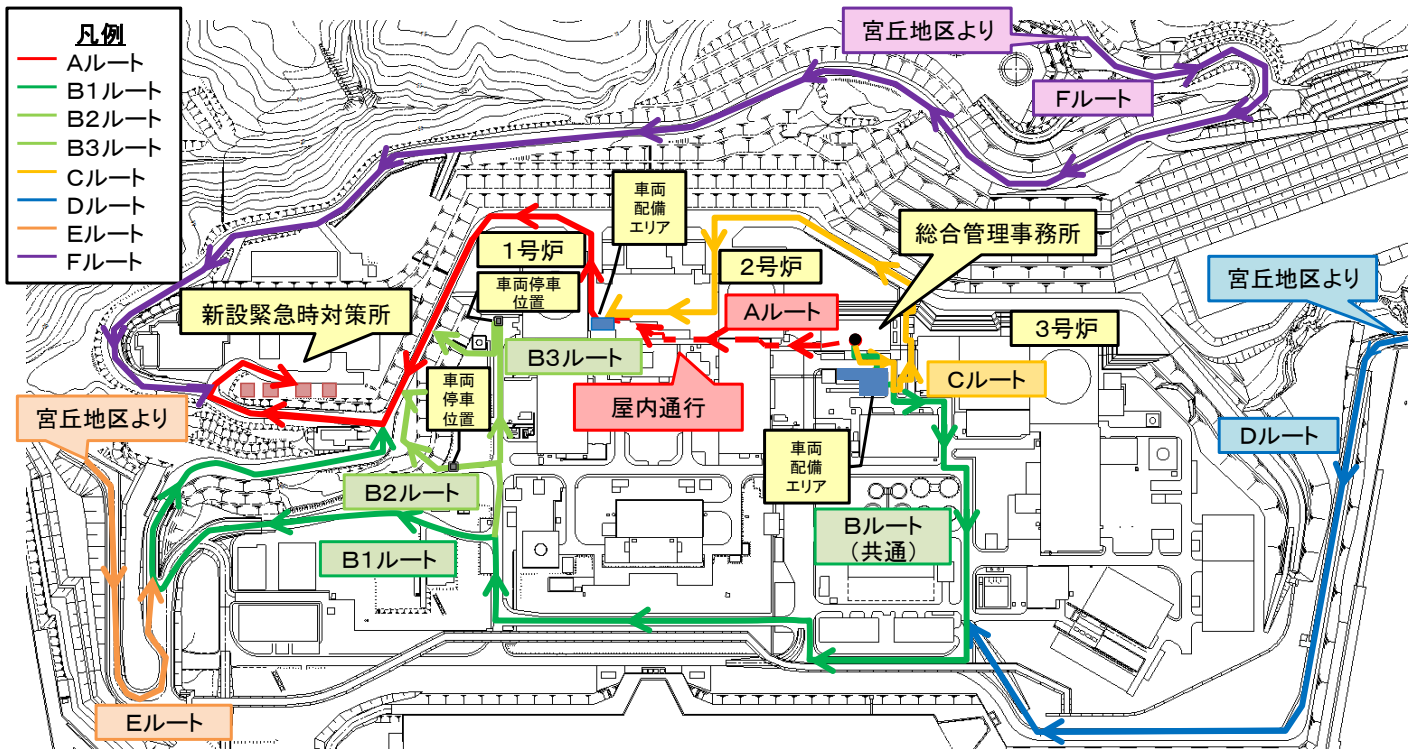 凡例
Aルート
B1ルート
B2ルート
B3ルート
Cルート
Dルート
Eルート
Fルート
宮丘地区より
Fルート
車両
配備
エリア
総合管理事務所
1号炉
2号炉
宮丘地区より
車両停車
位置
新設緊急時対策所
Aルート
3号炉
B3ルート
車両
停車
位置
Cルート
屋内通行
宮丘地区より
Dルート
車両
配備
エリア
B2ルート
Bルート
(共通)
B1ルート
Eルート